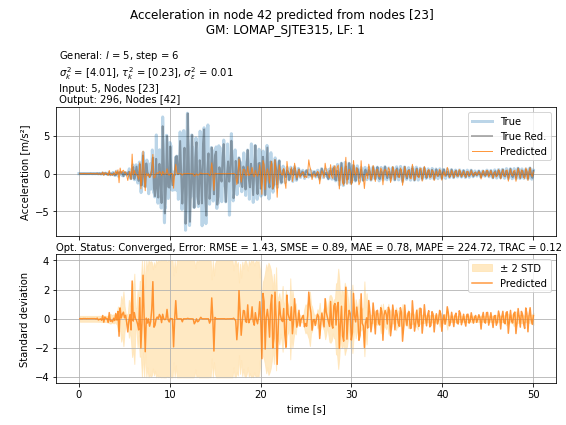 Acceleration in node 42 predicted from nodes [23]
GM: LOMAP_SJTE315, LF: 1
General: l = 5, step = 6
σ²ₖ = [4.01], τ²ₖ = [0.23], σ²ₑ = 0.01
Input: 5, Nodes [23]
Output: 296, Nodes [42]
True
True Red.
Predicted
5
0
−5
Acceleration [m/s²]
Opt. Status: Converged, Error: RMSE = 1.43, SMSE = 0.89, MAE = 0.78, MAPE = 224.72, TRAC = 0.12
± 2 STD
Predicted
4
2
0
−2
−4
Standard deviation
0 10 20 30 40 50
time [s]